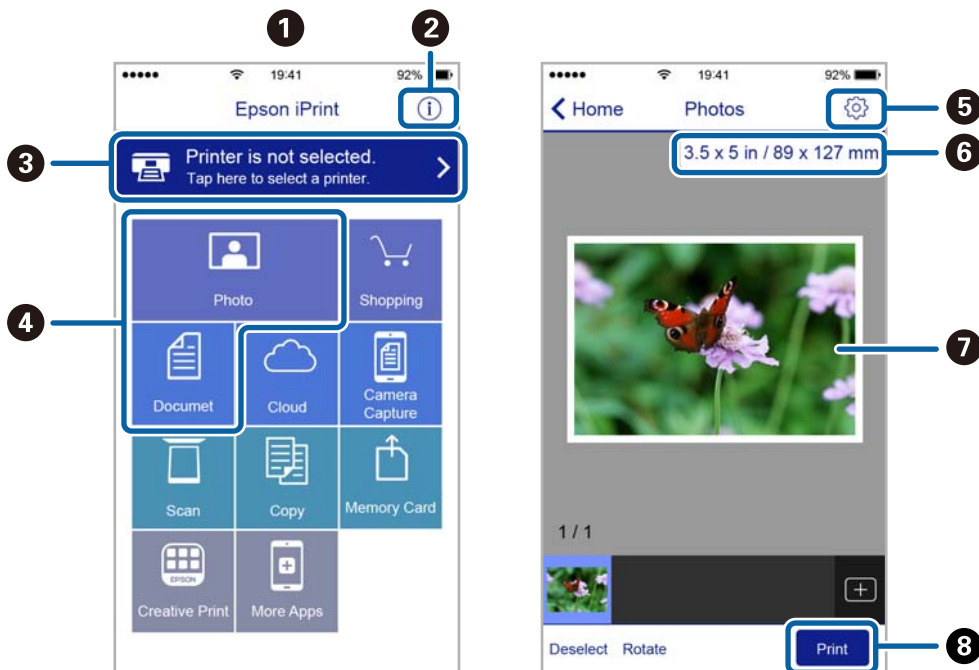 1
2
19:41
92%
Epson iPrint
3
Printer is not selected.
Tap here to select a printer.
4
Photo
Shopping
Documet
Cloud
Camera
Capture
Scan
Copy
Memory Card
EPSON
Creative Print
More Apps
19:41
92%
Home
Photos
5
3.5 x 5 in / 89 x 127 mm
6
7
1 / 1
Deselect
Rotate
Print
8